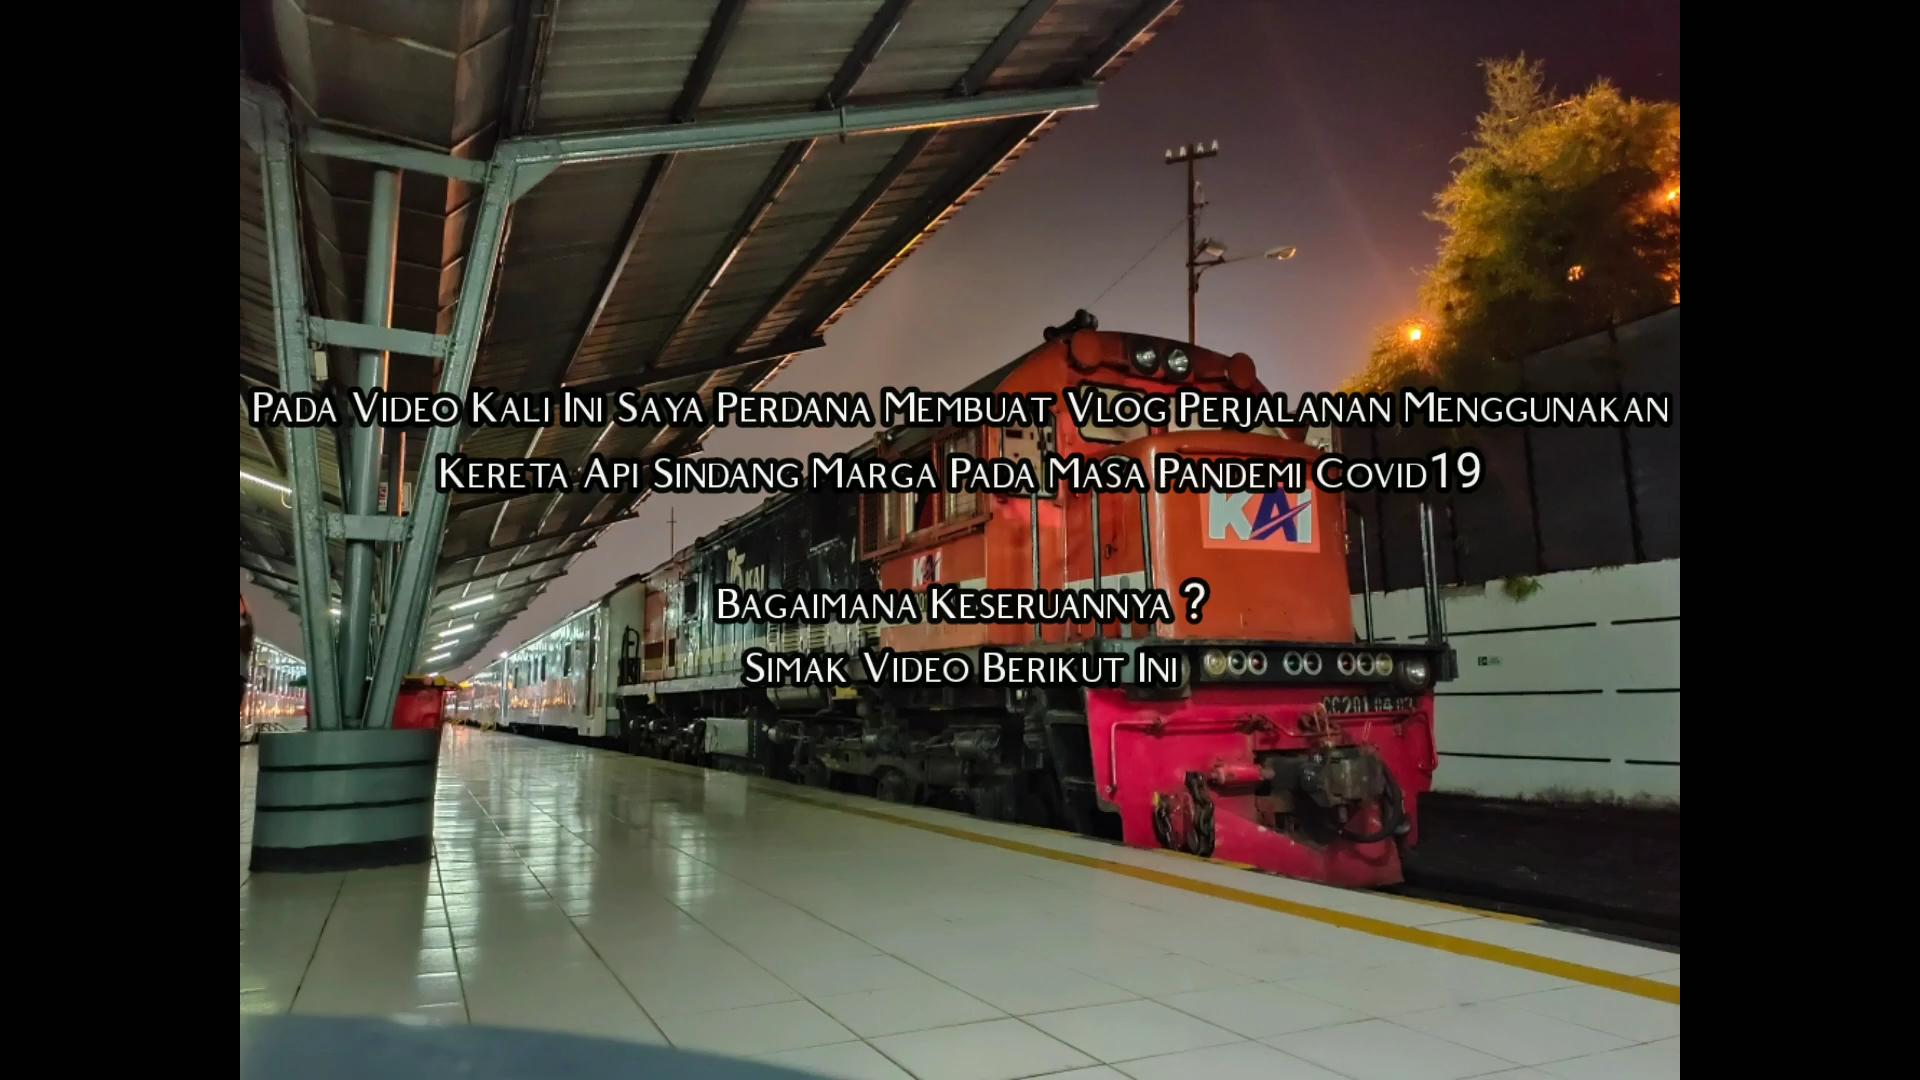 Pada Video Kali Ini Saya Perdana Membuat Vlog Perjalanan Menggunakan
Kereta Api Sindang Marga Pada Masa Pandemi Covid19
Bagaimana Keseruannya ?
Simak Video Berikut Ini
KAI
KAI
KAI